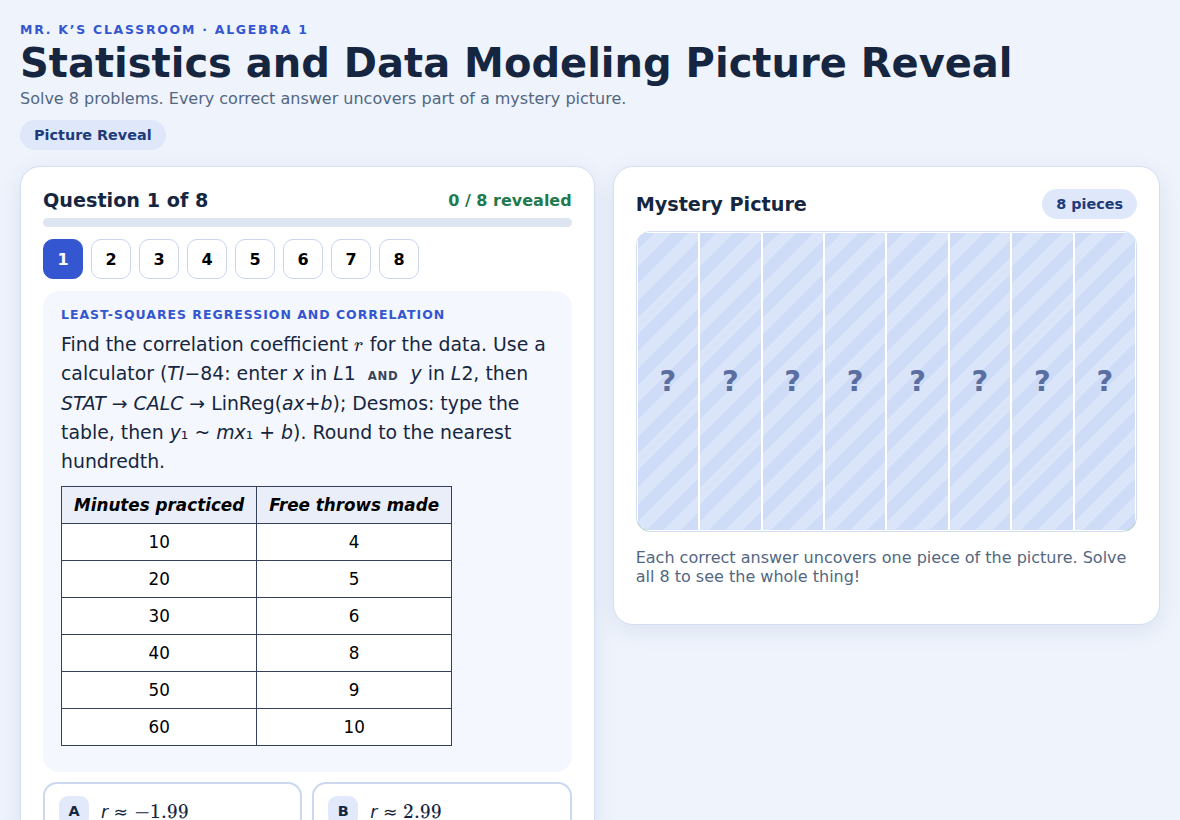 MR. K’S CLASSROOM · ALGEBRA 1
Statistics and Data Modeling Picture Reveal
Solve 8 problems. Every correct answer uncovers part of a mystery picture.
Picture Reveal
Question 1 of 8
0 / 8 revealed
1 2 3 4 5 6 7 8
LEAST-SQUARES REGRESSION AND CORRELATION
Find the correlation coefficient r for the data. Use a
calculator (TI−84: enter x in L1 AND y in L2, then
STAT → CALC → LinReg(ax+b); Desmos: type the
table, then y₁ ~ mx₁ + b). Round to the nearest
hundredth.
Minutes practiced Free throws made
10 4
20 5
30 6
40 8
50 9
60 10
A r ≈ −1.99
B r ≈ 2.99
Mystery Picture
8 pieces
? ? ? ? ? ? ? ?
Each correct answer uncovers one piece of the picture. Solve
all 8 to see the whole thing!